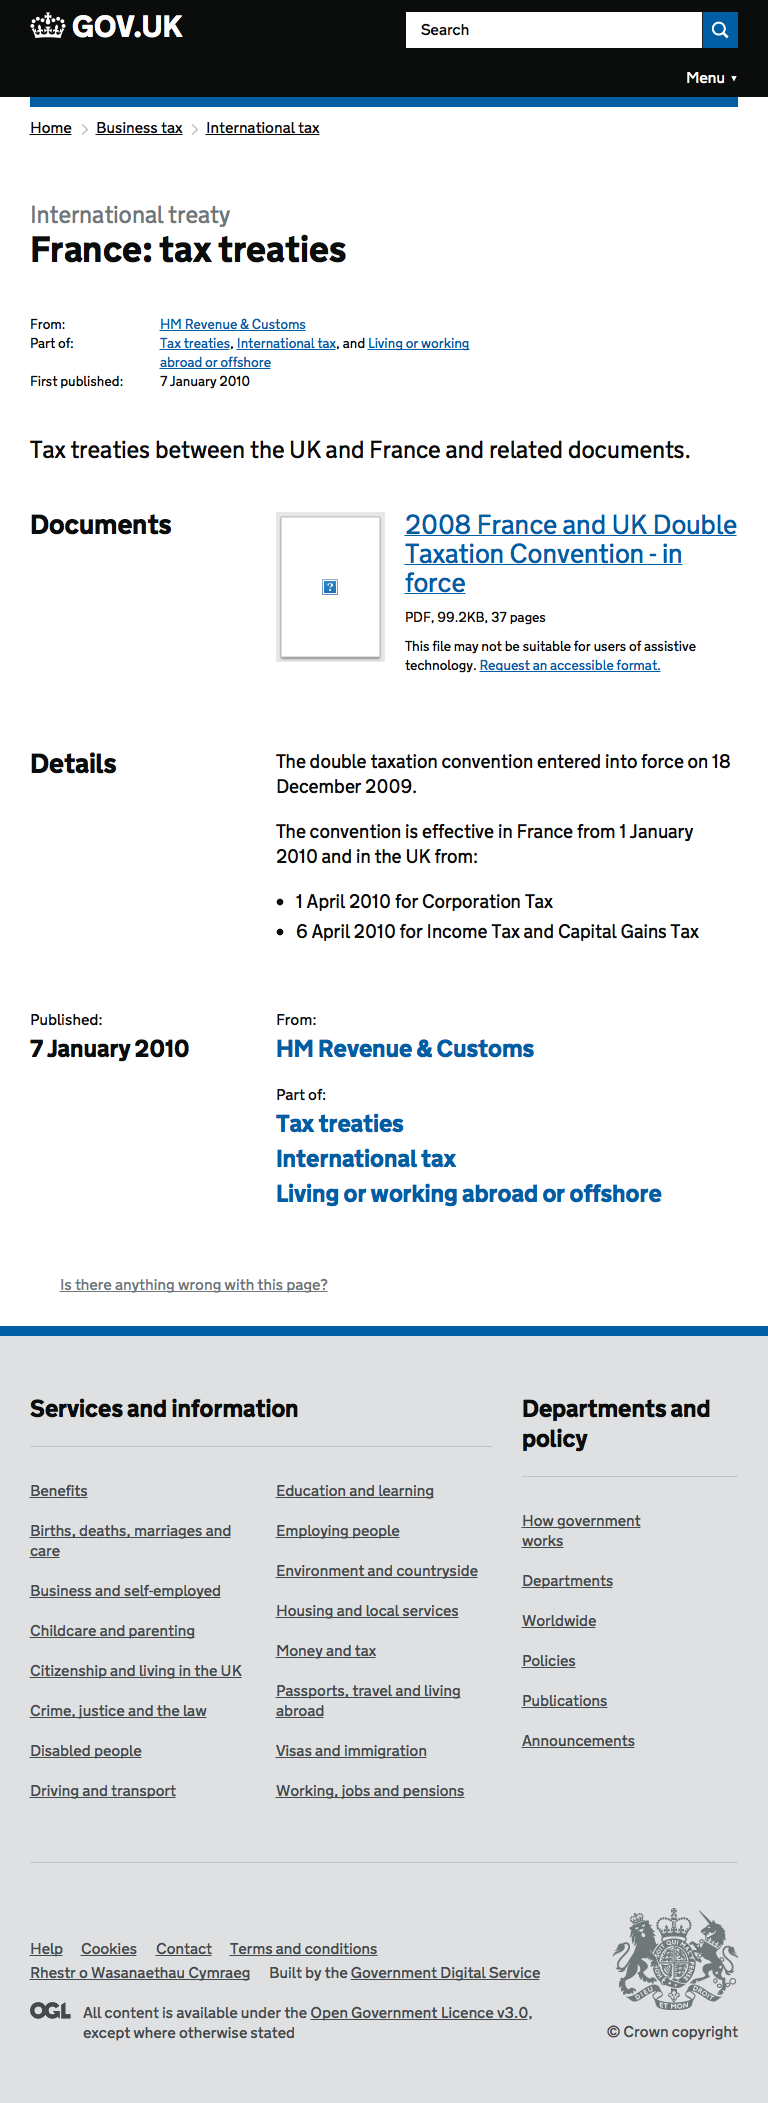 GOV.UK
Search
Menu ▼
Home > Business tax > International tax
International treaty
France: tax treaties
From: HM Revenue & Customs
Part of: Tax treaties, International tax, and Living or working
abroad or offshore
First published: 7 January 2010
Tax treaties between the UK and France and related documents.
Documents
2008 France and UK Double
Taxation Convention - in
force
PDF, 99.2KB, 37 pages
This file may not be suitable for users of assistive
technology. Request an accessible format.
Details
The double taxation convention entered into force on 18
December 2009.
The convention is effective in France from 1 January
2010 and in the UK from:
• 1 April 2010 for Corporation Tax
• 6 April 2010 for Income Tax and Capital Gains Tax
Published:
7 January 2010
From:
HM Revenue & Customs
Part of:
Tax treaties
International tax
Living or working abroad or offshore
Is there anything wrong with this page?
Services and information
Benefits
Births, deaths, marriages and
care
Business and self-employed
Childcare and parenting
Citizenship and living in the UK
Crime, justice and the law
Disabled people
Driving and transport
Education and learning
Employing people
Environment and countryside
Housing and local services
Money and tax
Passports, travel and living
abroad
Visas and immigration
Working, jobs and pensions
Departments and
policy
How government
works
Departments
Worldwide
Policies
Publications
Announcements
Help Cookies Contact Terms and conditions
Rhestr o Wasanaethau Cymraeg Built by the Government Digital Service
OGL All content is available under the Open Government Licence v3.0,
except where otherwise stated
DIEU ET MON DROIT
© Crown copyright